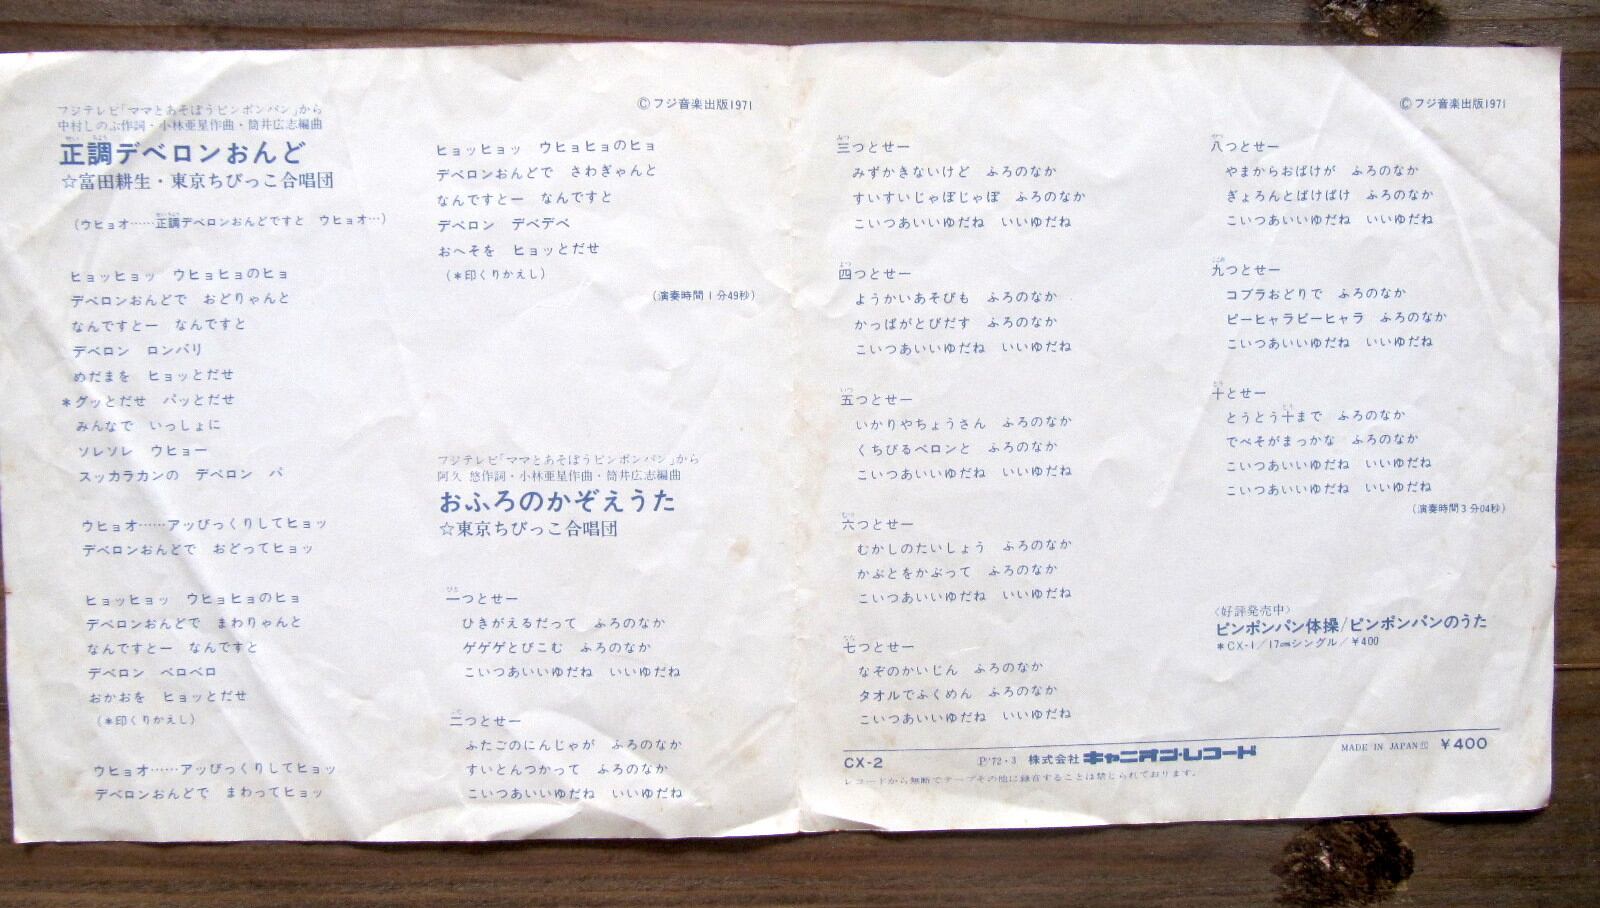 フジテレビ「ママとあそぼうピンポンパン」から
中村しのぶ作詞・小林亜星作曲・筒井広志編曲
正調デベロンおんど
☆富田耕生・東京ちびっこ合唱団
(ウヒョオ……正調デベロンおんどですと ウヒョオ…)
ヒョッヒョッ ウヒョヒョのヒョ
デベロンおんどで おどりゃんと
なんですとー なんですと
デベロン ロンバリ
めだまを ヒョッとだせ
*グッとだせ パッとだせ
みんなで いっしょに
ソレソレ ウヒョー
スッカラカンの デベロン パ
ウヒョオ……アッびっくりしてヒョッ
デベロンおんどで おどってヒョッ
ヒョッヒョッ ウヒョヒョのヒョ
デベロンおんどで まわりゃんと
なんですとー なんですと
デベロン ベロベロ
おかおを ヒョッとだせ
(*印くりかえし)
ウヒョオ……アッびっくりしてヒョッ
デベロンおんどで まわってヒョッ
©フジ音楽出版1971
ヒョッヒョッ ウヒョヒョのヒョ
デベロンおんどで さわぎゃんと
なんですとー なんですと
デベロン デベデベ
おへそを ヒョッとだせ
(*印くりかえし)
(演奏時間1分49秒)
フジテレビ「ママとあそぼうピンポンパン」から
阿久 悠作詞・小林亜星作曲・筒井広志編曲
おふろのかぞえうた
☆東京ちびっこ合唱団
一つとせー
ひきがえるだって ふろのなか
ゲゲゲとびこむ ふろのなか
こいつあいいゆだね いいゆだね
二つとせー
ふたごのにんじゃが ふろのなか
すいとんつかって ふろのなか
こいつあいいゆだね いいゆだね
三つとせー
みずかきないけど ふろのなか
すいすいじゃぽじゃぽ ふろのなか
こいつあいいゆだね いいゆだね
四つとせー
ようかいあそびも ふろのなか
かっぱがとびだす ふろのなか
こいつあいいゆだね いいゆだね
五つとせー
いかりやちょうさん ふろのなか
くちびるベロンと ふろのなか
こいつあいいゆだね いいゆだね
六つとせー
むかしのたいしょう ふろのなか
かぶとをかぶって ふろのなか
こいつあいいゆだね いいゆだね
七つとせー
なぞのかいじん ふろのなか
タオルでふくめん ふろのなか
こいつあいいゆだね いいゆだね
©フジ音楽出版1971
八つとせー
やまからおばけが ふろのなか
ぎょろんとばけばけ ふろのなか
こいつあいいゆだね いいゆだね
九つとせー
コブラおどりで ふろのなか
ピーヒャラピーヒャラ ふろのなか
こいつあいいゆだね いいゆだね
十とせー
とうとう十まで ふろのなか
でべそがまっかな ふろのなか
こいつあいいゆだね いいゆだね
こいつあいいゆだね いいゆだね
(演奏時間3分04秒)
〈好評発売中〉
ピンポンパン体操/ピンポンパンのうた
*CX-1/17㎝シングル/¥400
CX-2 Ⓟ'72・3 株式会社キャニオン・レコード MADE IN JAPAN ¥400
レコードから無断でテープその他に録音することは禁じられております。